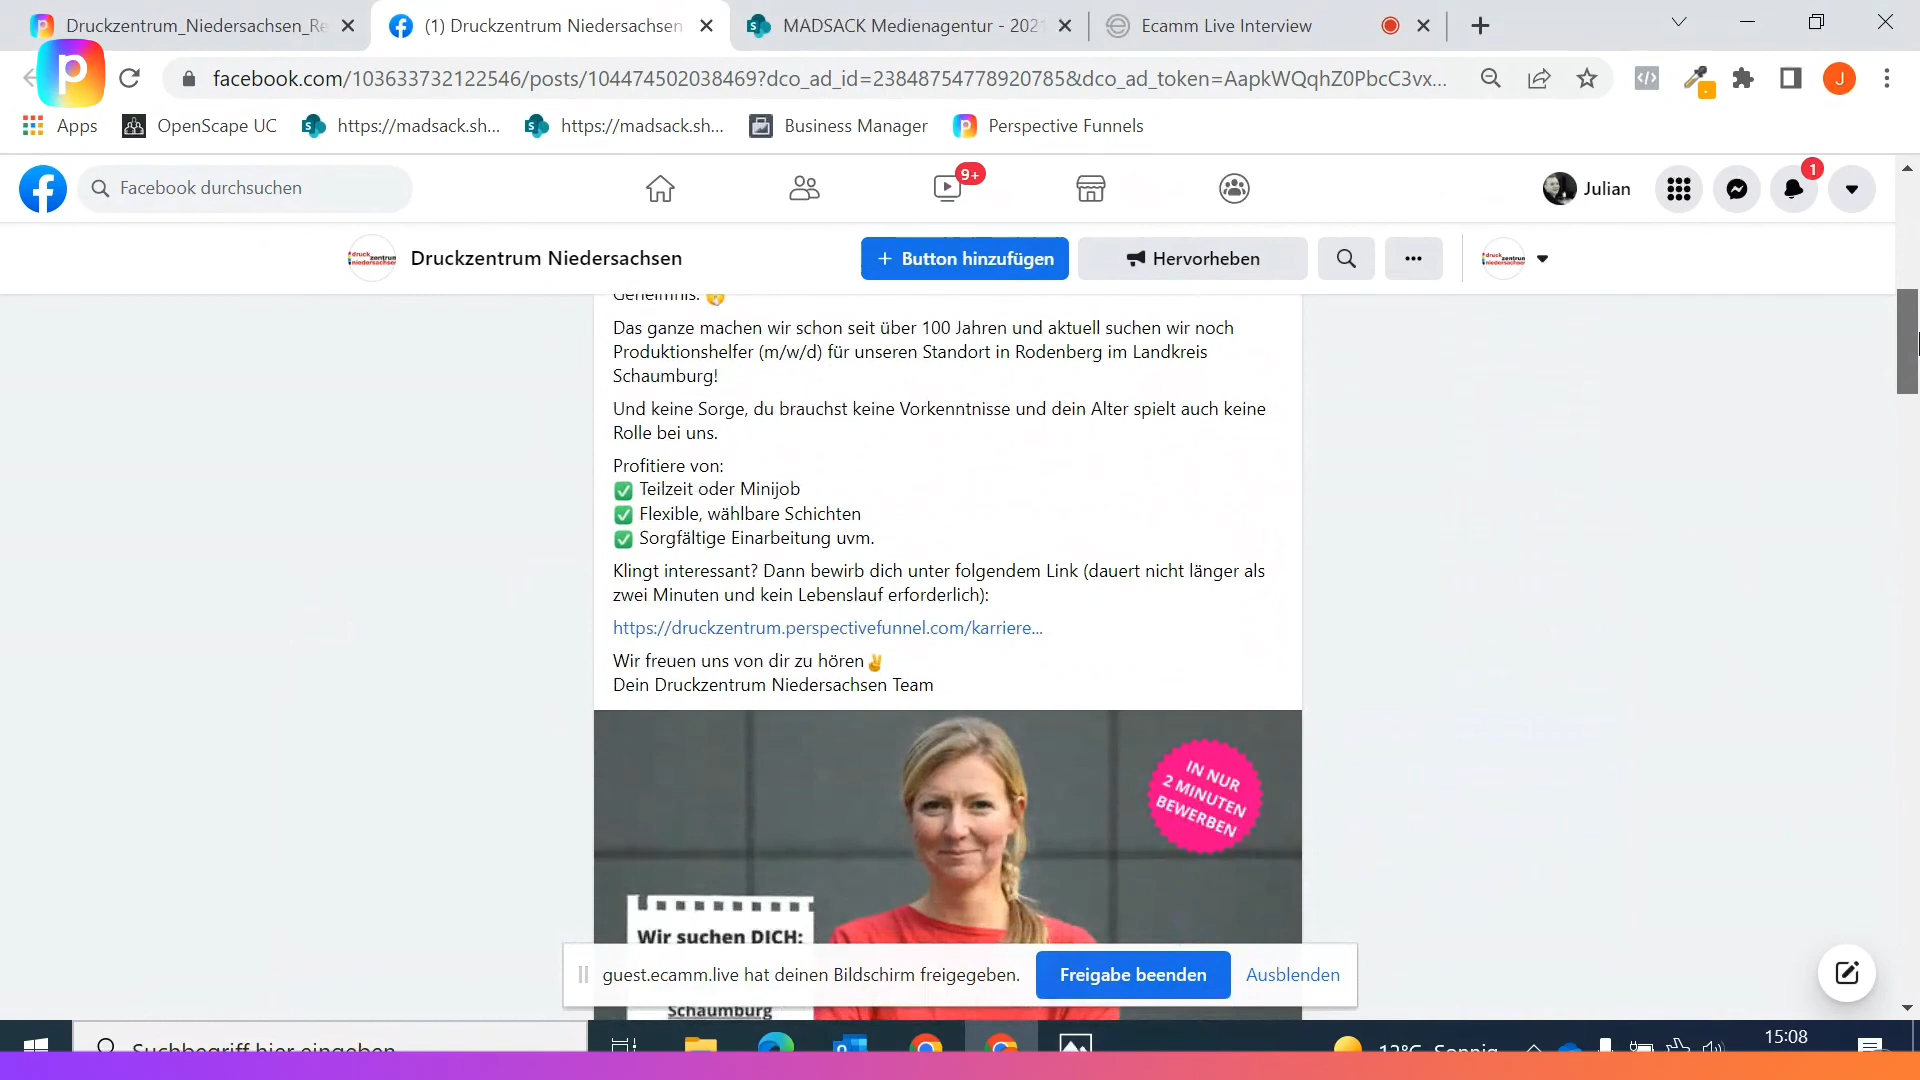 Druckzentrum_Niedersachsen_Re
(1) Druckzentrum Niedersachsen
MADSACK Medienagentur - 2021
Ecamm Live Interview
facebook.com/103633732122546/posts/104474502038469?dco_ad_id=23848754778920785&dco_ad_token=AapkWQqhZ0PbcC3vx...
J
Apps
OpenScape UC
https://madsack.sh...
https://madsack.sh...
Business Manager
Perspective Funnels
Facebook durchsuchen
9+
Julian
1
Druckzentrum Niedersachsen
+ Button hinzufügen
Hervorheben
Geheimnis.
Das ganze machen wir schon seit über 100 Jahren und aktuell suchen wir noch
Produktionshelfer (m/w/d) für unseren Standort in Rodenberg im Landkreis
Schaumburg!
Und keine Sorge, du brauchst keine Vorkenntnisse und dein Alter spielt auch keine
Rolle bei uns.
Profitiere von:
✅ Teilzeit oder Minijob
✅ Flexible, wählbare Schichten
✅ Sorgfältige Einarbeitung uvm.
Klingt interessant? Dann bewirb dich unter folgendem Link (dauert nicht länger als
zwei Minuten und kein Lebenslauf erforderlich):
https://druckzentrum.perspectivefunnel.com/karriere...
Wir freuen uns von dir zu hören✌
Dein Druckzentrum Niedersachsen Team
IN NUR
2 MINUTEN
BEWERBEN
Wir suchen DICH:
guest.ecamm.live hat deinen Bildschirm freigegeben.
Freigabe beenden
Ausblenden
Schaumburg
Suchbegriff hier eingeben
12°C Sonnig
15:08